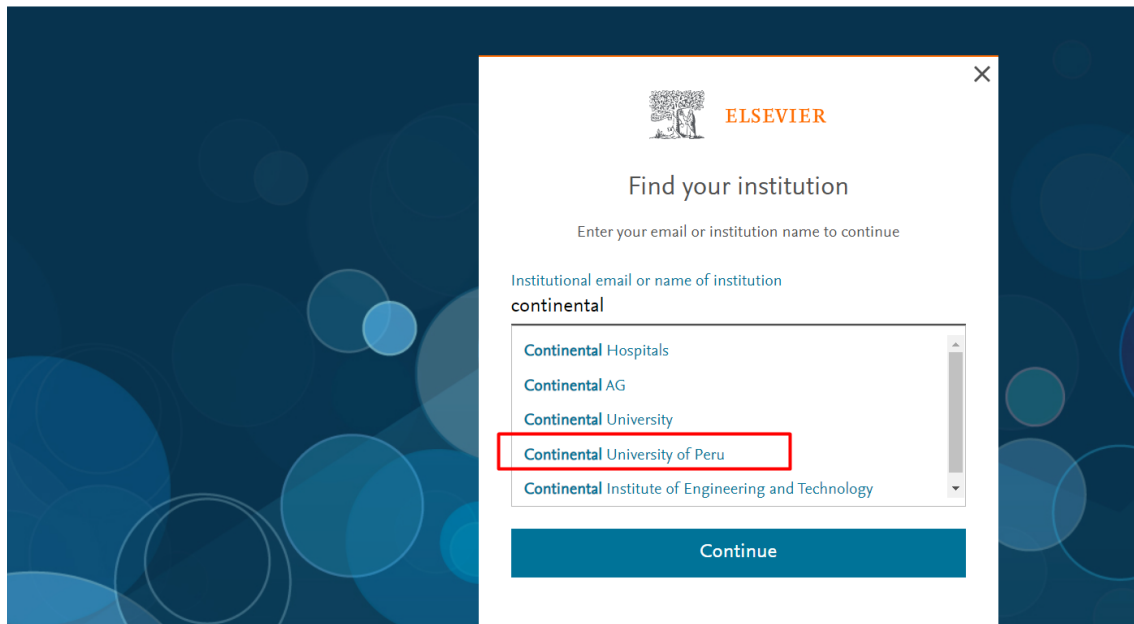 ELSEVIER
Find your institution
Enter your email or institution name to continue
Institutional email or name of institution
continental
Continental Hospitals
Continental AG
Continental University
Continental University of Peru
Continental Institute of Engineering and Technology
Continue